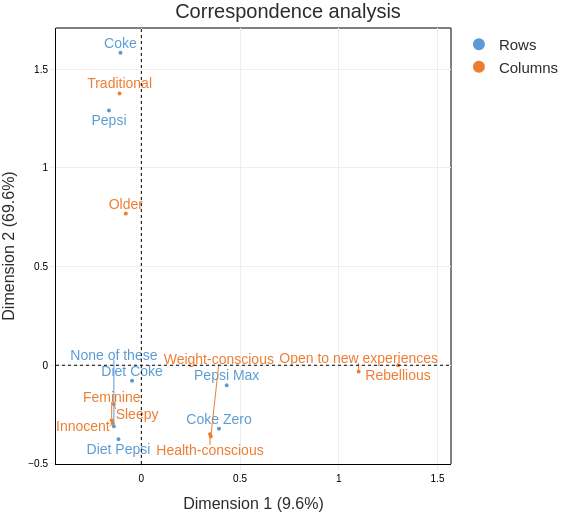 Correspondence analysis
Coke
Rows
Columns
1.5
Traditional
Pepsi
1
Older
Dimension 2 (69.6%)
0.5
None of these
Weight-conscious
Open to new experiences
0
Diet Coke
Pepsi Max
Rebellious
Feminine
Sleepy
Coke Zero
Innocent
Diet Pepsi
Health-conscious
−0.5
0
0.5
1
1.5
Dimension 1 (9.6%)